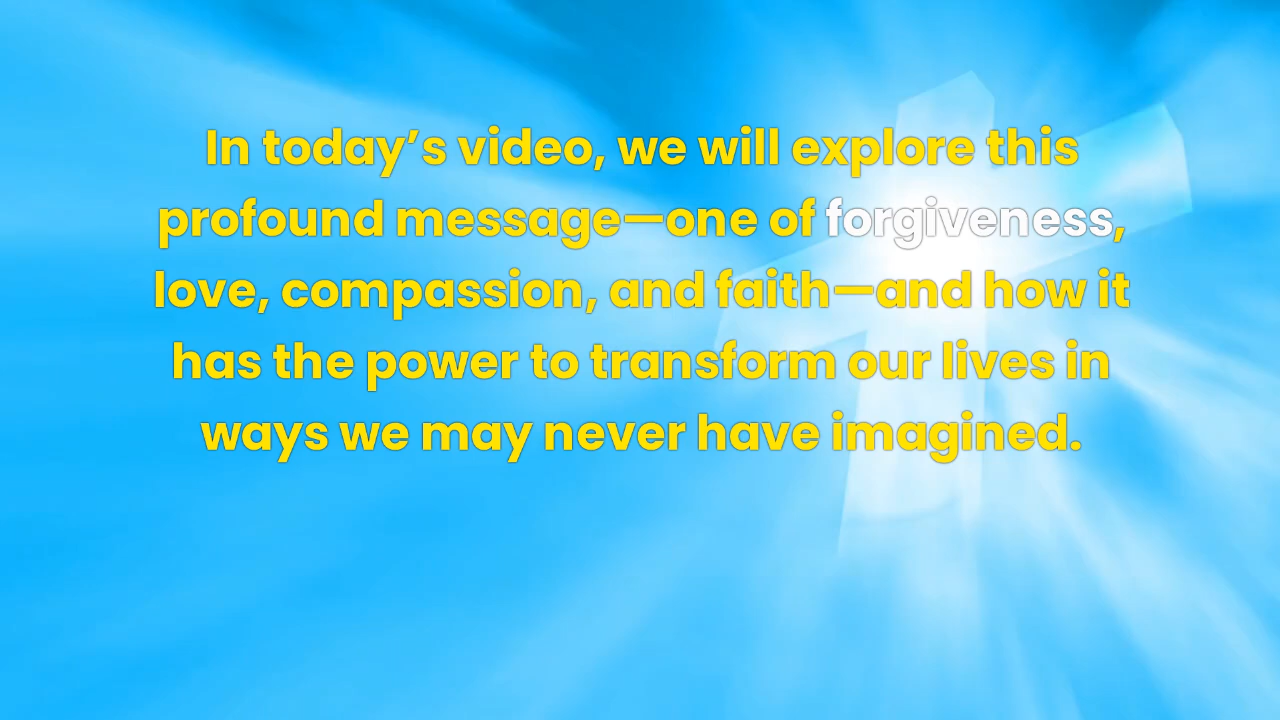 In today’s video, we will explore this
profound message—one of forgiveness,
love, compassion, and faith—and how it
has the power to transform our lives in
ways we may never have imagined.